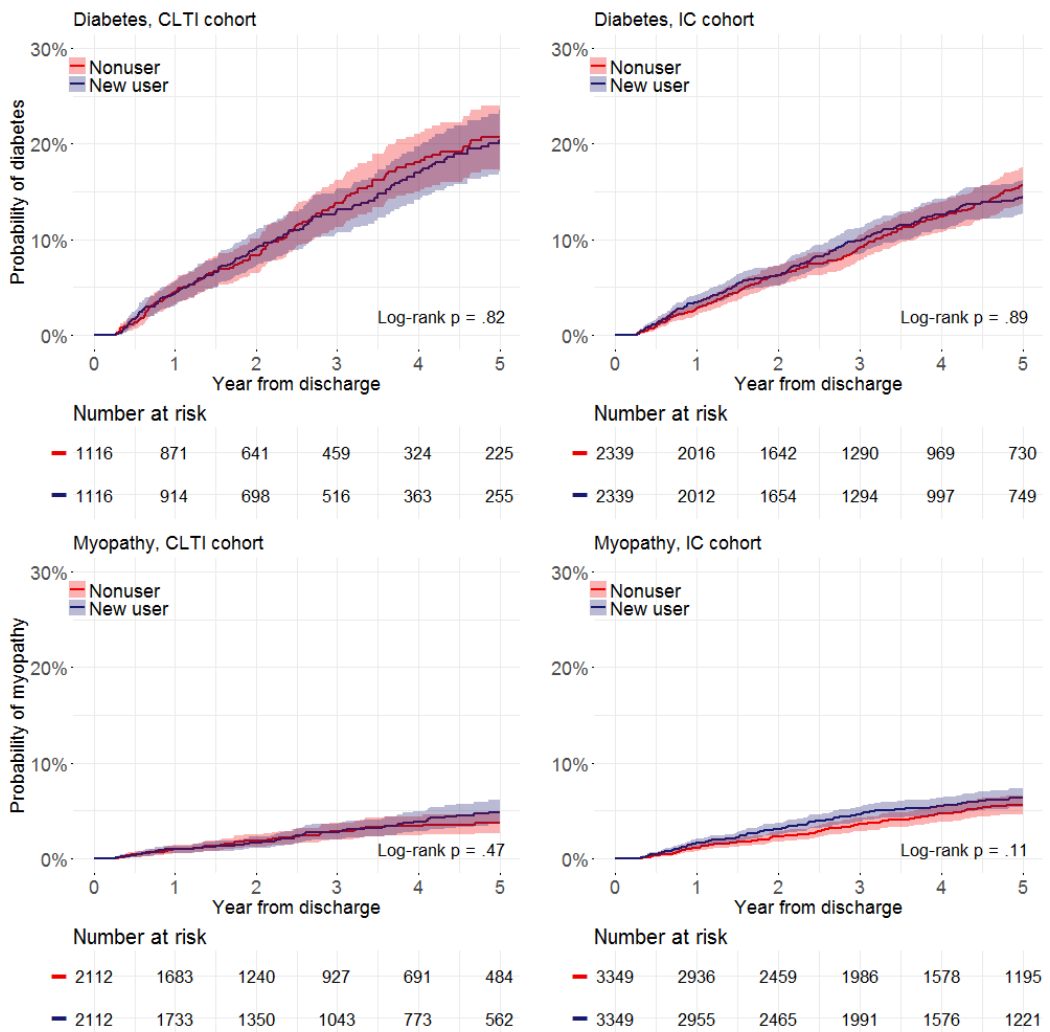 Diabetes, CLTI cohort
30%
Nonuser
New user
20%
10%
0%
Probability of diabetes
Log-rank p = .82
0 1 2 3 4 5
Year from discharge
Number at risk
1116 871 641 459 324 225
1116 914 698 516 363 255
Diabetes, IC cohort
30%
Nonuser
New user
20%
10%
0%
Log-rank p = .89
0 1 2 3 4 5
Year from discharge
Number at risk
2339 2016 1642 1290 969 730
2339 2012 1654 1294 997 749
Myopathy, CLTI cohort
30%
Nonuser
New user
20%
10%
0%
Probability of myopathy
Log-rank p = .47
0 1 2 3 4 5
Year from discharge
Number at risk
2112 1683 1240 927 691 484
2112 1733 1350 1043 773 562
Myopathy, IC cohort
30%
Nonuser
New user
20%
10%
0%
Log-rank p = .11
0 1 2 3 4 5
Year from discharge
Number at risk
3349 2936 2459 1986 1578 1195
3349 2955 2465 1991 1576 1221